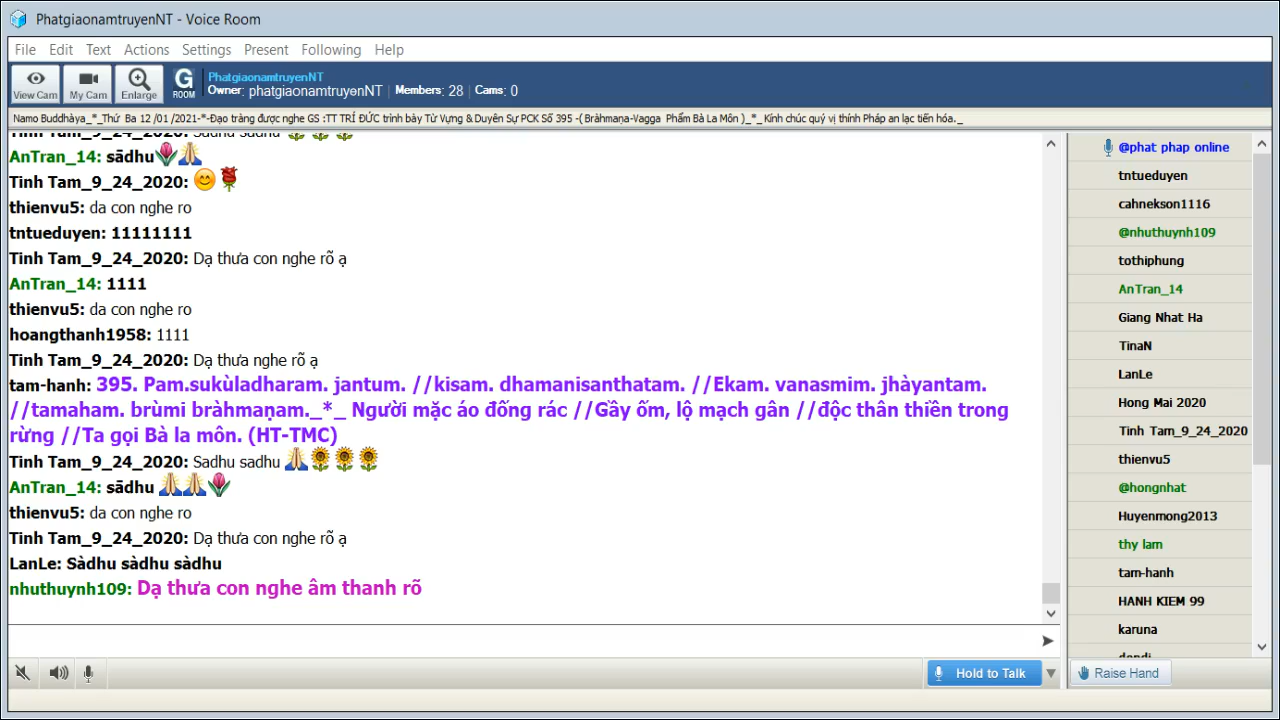 PhatgiaonamtruyenNT - Voice Room
File Edit Text Actions Settings Present Following Help
View Cam My Cam Enlarge G ROOM PhatgiaonamtruyenNT
Owner: phatgiaonamtruyenNT Members: 28 Cams: 0
Namo Buddhàya_*_Thứ Ba 12 /01 /2021-*-Đạo tràng được nghe GS :TT TRÍ ĐỨC trình bày Từ Vựng & Duyên Sự PCK Số 395 -( Bràhmaṇa-Vagga Phẩm Bà La Môn )_*_ Kính chúc quý vị thính Pháp an lạc tiến hóa._
Tinh Tam_9_24_2020: Sadhu sadhu
AnTran_14: sādhu
Tinh Tam_9_24_2020:
thienvu5: da con nghe ro
tntueduyen: 11111111
Tinh Tam_9_24_2020: Dạ thưa con nghe rõ ạ
AnTran_14: 1111
thienvu5: da con nghe ro
hoangthanh1958: 1111
Tinh Tam_9_24_2020: Dạ thưa nghe rõ ạ
tam-hanh: 395. Pam.sukùladharam. jantum. //kisam. dhamanisanthatam. //Ekam. vanasmim. jhàyantam.
//tamaham. brùmi bràhmaṇam._*_ Người mặc áo đống rác //Gầy ốm, lộ mạch gân //độc thân thiền trong
rừng //Ta gọi Bà la môn. (HT-TMC)
Tinh Tam_9_24_2020: Sadhu sadhu
AnTran_14: sādhu
thienvu5: da con nghe ro
Tinh Tam_9_24_2020: Dạ thưa con nghe rõ ạ
LanLe: Sàdhu sàdhu sàdhu
nhuthuynh109: Dạ thưa con nghe âm thanh rõ
@phat phap online
tntueduyen
cahnekson1116
@nhuthuynh109
tothiphung
AnTran_14
Giang Nhat Ha
TinaN
LanLe
Hong Mai 2020
Tinh Tam_9_24_2020
thienvu5
@hongnhat
Huyenmong2013
thy lam
tam-hanh
HANH KIEM 99
karuna
Hold to Talk Raise Hand